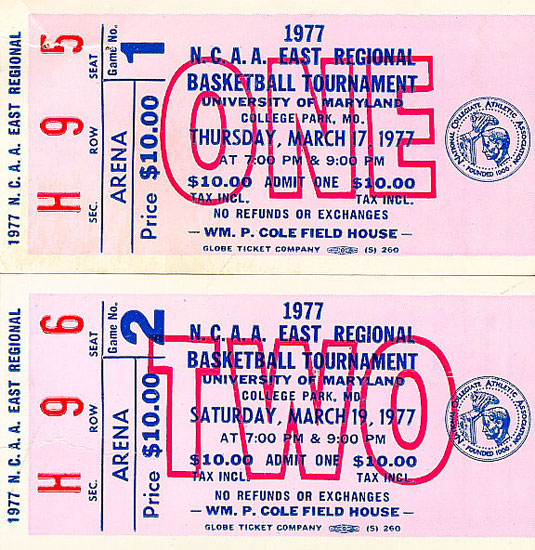 1977 N.C.A.A. EAST REGIONAL
H 9 5
SEC. ROW SEAT
ARENA Game No. 1
Price $10.00
ONE
1977
N.C.A.A. EAST REGIONAL
BASKETBALL TOURNAMENT
UNIVERSITY OF MARYLAND
COLLEGE PARK, MD.
THURSDAY, MARCH 17, 1977
AT 7:00 PM & 9:00 PM
$10.00 ADMIT ONE $10.00
TAX INCL. TAX INCL.
NO REFUNDS OR EXCHANGES
— WM. P. COLE FIELD HOUSE —
GLOBE TICKET COMPANY (5) 260
NATIONAL COLLEGIATE ATHLETIC ASSOCIATION
• FOUNDED 1906 •
1977 N.C.A.A. EAST REGIONAL
H 9 6
SEC. ROW SEAT
ARENA Game No. 2
Price $10.00
TWO
1977
N.C.A.A. EAST REGIONAL
BASKETBALL TOURNAMENT
UNIVERSITY OF MARYLAND
COLLEGE PARK, MD.
SATURDAY, MARCH 19, 1977
AT 7:00 PM & 9:00 PM
$10.00 ADMIT ONE $10.00
TAX INCL. TAX INCL.
NO REFUNDS OR EXCHANGES
— WM. P. COLE FIELD HOUSE —
GLOBE TICKET COMPANY (5) 260
NATIONAL COLLEGIATE ATHLETIC ASSOCIATION
• FOUNDED 1906 •